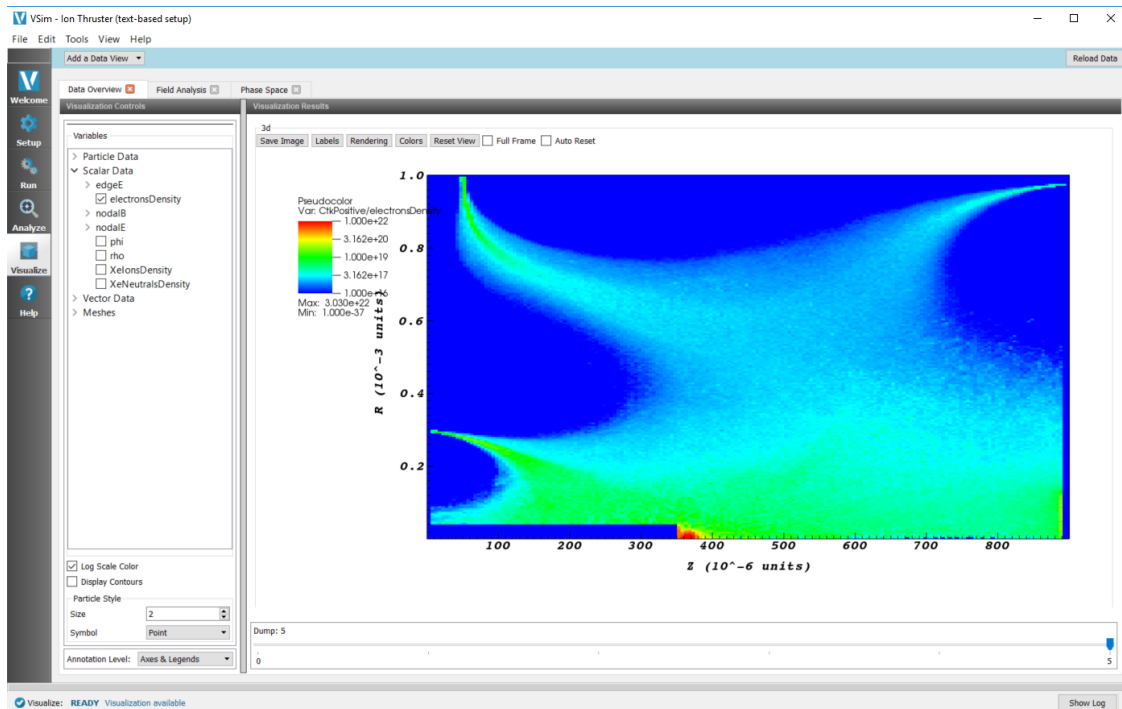 VSim - Ion Thruster (text-based setup)
File Edit Tools View Help
Add a Data View
Reload Data
Welcome
Setup
Run
Analyze
Visualize
Help
Data Overview
Field Analysis
Phase Space
Visualization Controls
Variables
Particle Data
Scalar Data
edgeE
electronsDensity
nodalB
nodalE
phi
rho
XeIonsDensity
XeNeutralsDensity
Vector Data
Meshes
Log Scale Color
Display Contours
Particle Style
Size 2
Symbol Point
Annotation Level: Axes & Legends
Visualization Results
3d
Save Image Labels Rendering Colors Reset View Full Frame Auto Reset
Pseudocolor
Var: CtkPositive/electronsDensity
1.000e+22
3.162e+20
1.000e+19
3.162e+17
1.000e+16
Max: 3.030e+22
Min: 1.000e-37
R (10^-3 units)
1.0
0.8
0.6
0.4
0.2
100 200 300 400 500 600 700 800
Z (10^-6 units)
Dump: 5
0 5
Visualize: READY Visualization available
Show Log